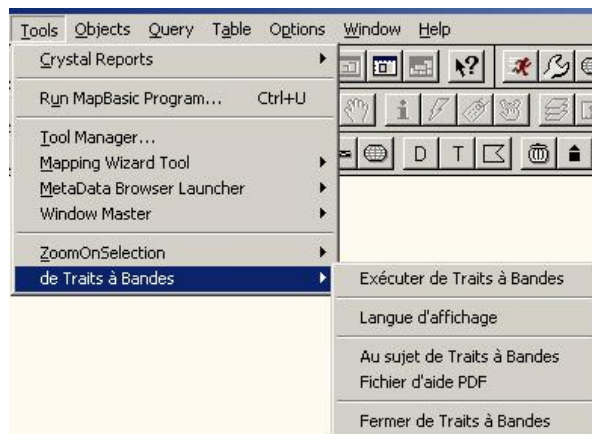 Tools Objects Query Table Options Window Help
Crystal Reports
Run MapBasic Program... Ctrl+U
Tool Manager...
Mapping Wizard Tool
MetaData Browser Launcher
Window Master
ZoomOnSelection
de Traits à Bandes
Exécuter de Traits à Bandes
Langue d'affichage
Au sujet de Traits à Bandes
Fichier d'aide PDF
Fermer de Traits à Bandes
D T